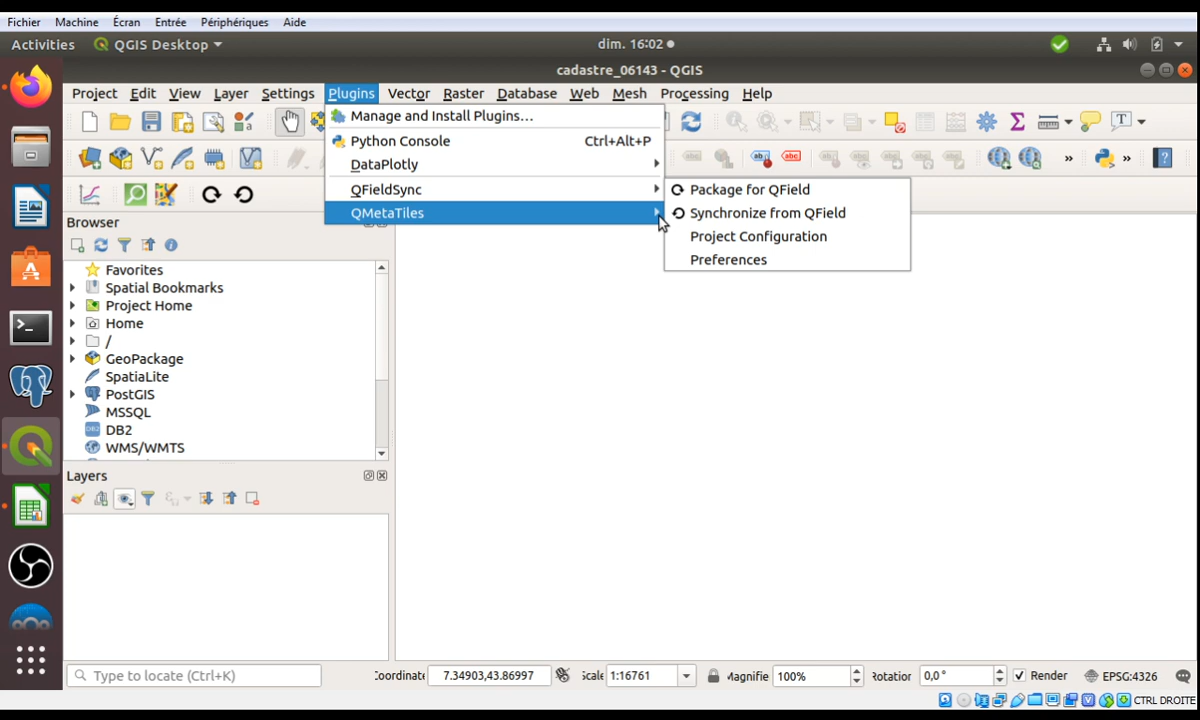 Fichier Machine Écran Entrée Périphériques Aide
Activities QGIS Desktop dim. 16:02
cadastre_06143 - QGIS
Project Edit View Layer Settings Plugins Vector Raster Database Web Mesh Processing Help
Manage and Install Plugins...
Python Console Ctrl+Alt+P
DataPlotly
QFieldSync
QMetaTiles
Package for QField
Synchronize from QField
Project Configuration
Preferences
Browser
Favorites
Spatial Bookmarks
Project Home
Home
/
GeoPackage
SpatiaLite
PostGIS
MSSQL
DB2
WMS/WMTS
Layers
Type to locate (Ctrl+K) Coordinate 7.34903,43.86997 Scale 1:16761 Magnifie 100% Rotation 0,0° Render EPSG:4326
CTRL DROITE